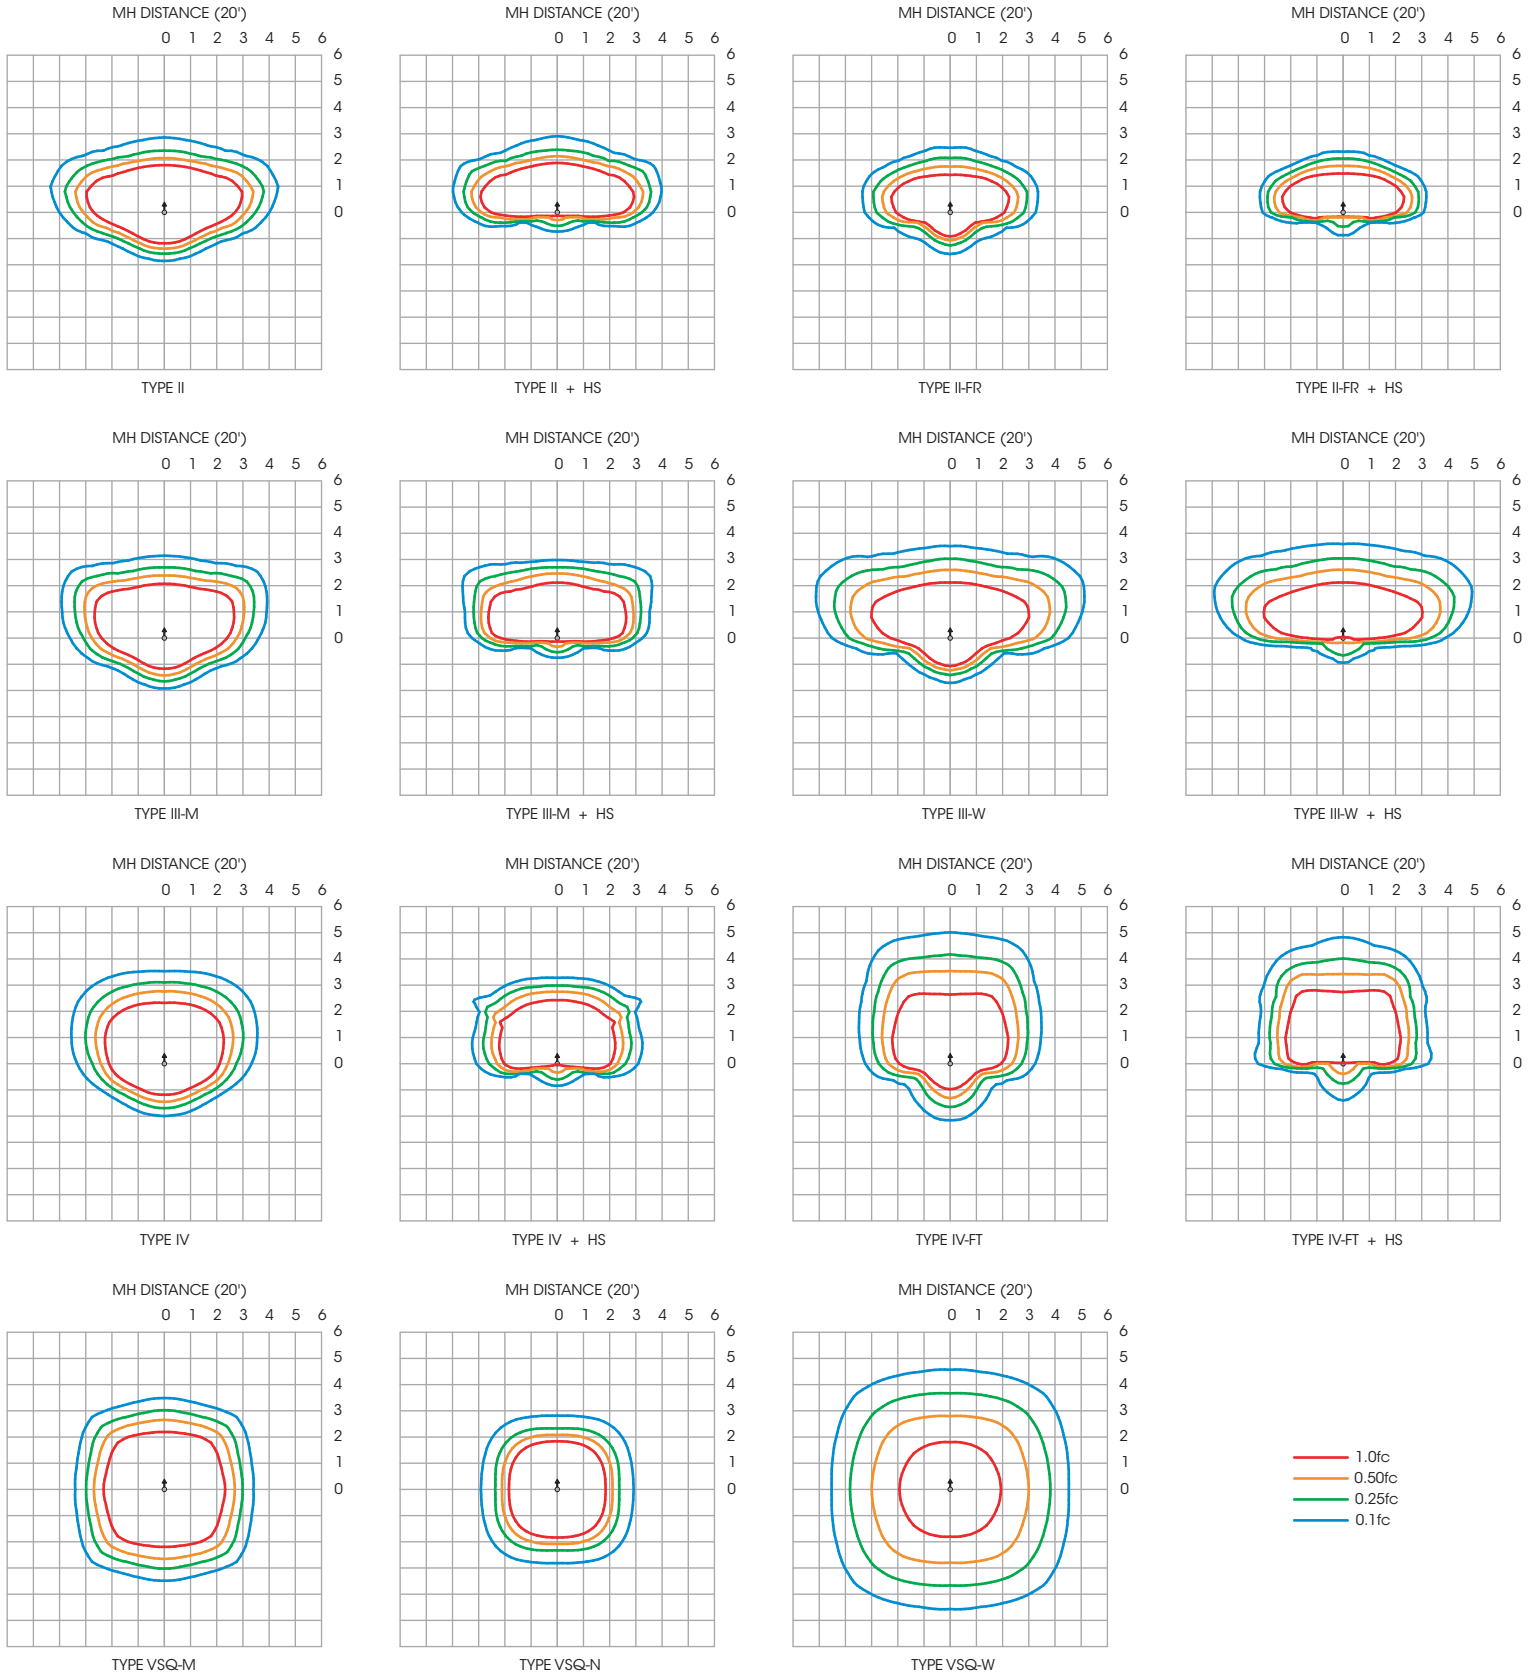 MH DISTANCE (20') MH DISTANCE (20') MH DISTANCE (20') MH DISTANCE (20')
0 1 2 3 4 5 6 0 1 2 3 4 5 6 0 1 2 3 4 5 6 0 1 2 3 4 5 6
6 6 6 6
5 5 5 5
4 4 4 4
3 3 3 3
2 2 2 2
1 1 1 1
0 0 0 0
TYPE II TYPE II + HS TYPE II-FR TYPE II-FR + HS
MH DISTANCE (20') MH DISTANCE (20') MH DISTANCE (20') MH DISTANCE (20')
0 1 2 3 4 5 6 0 1 2 3 4 5 6 0 1 2 3 4 5 6 0 1 2 3 4 5 6
6 6 6 6
5 5 5 5
4 4 4 4
3 3 3 3
2 2 2 2
1 1 1 1
0 0 0 0
TYPE III-M TYPE III-M + HS TYPE III-W TYPE III-W + HS
MH DISTANCE (20') MH DISTANCE (20') MH DISTANCE (20') MH DISTANCE (20')
0 1 2 3 4 5 6 0 1 2 3 4 5 6 0 1 2 3 4 5 6 0 1 2 3 4 5 6
6 6 6 6
5 5 5 5
4 4 4 4
3 3 3 3
2 2 2 2
1 1 1 1
0 0 0 0
TYPE IV TYPE IV + HS TYPE IV-FT TYPE IV-FT + HS
MH DISTANCE (20') MH DISTANCE (20') MH DISTANCE (20')
0 1 2 3 4 5 6 0 1 2 3 4 5 6 0 1 2 3 4 5 6
6 6 6
5 5 5
4 4 4
3 3 3
2 2 2
1 1 1
0 0 0
TYPE VSQ-M TYPE VSQ-N TYPE VSQ-W
1.0fc
0.50fc
0.25fc
0.1fc